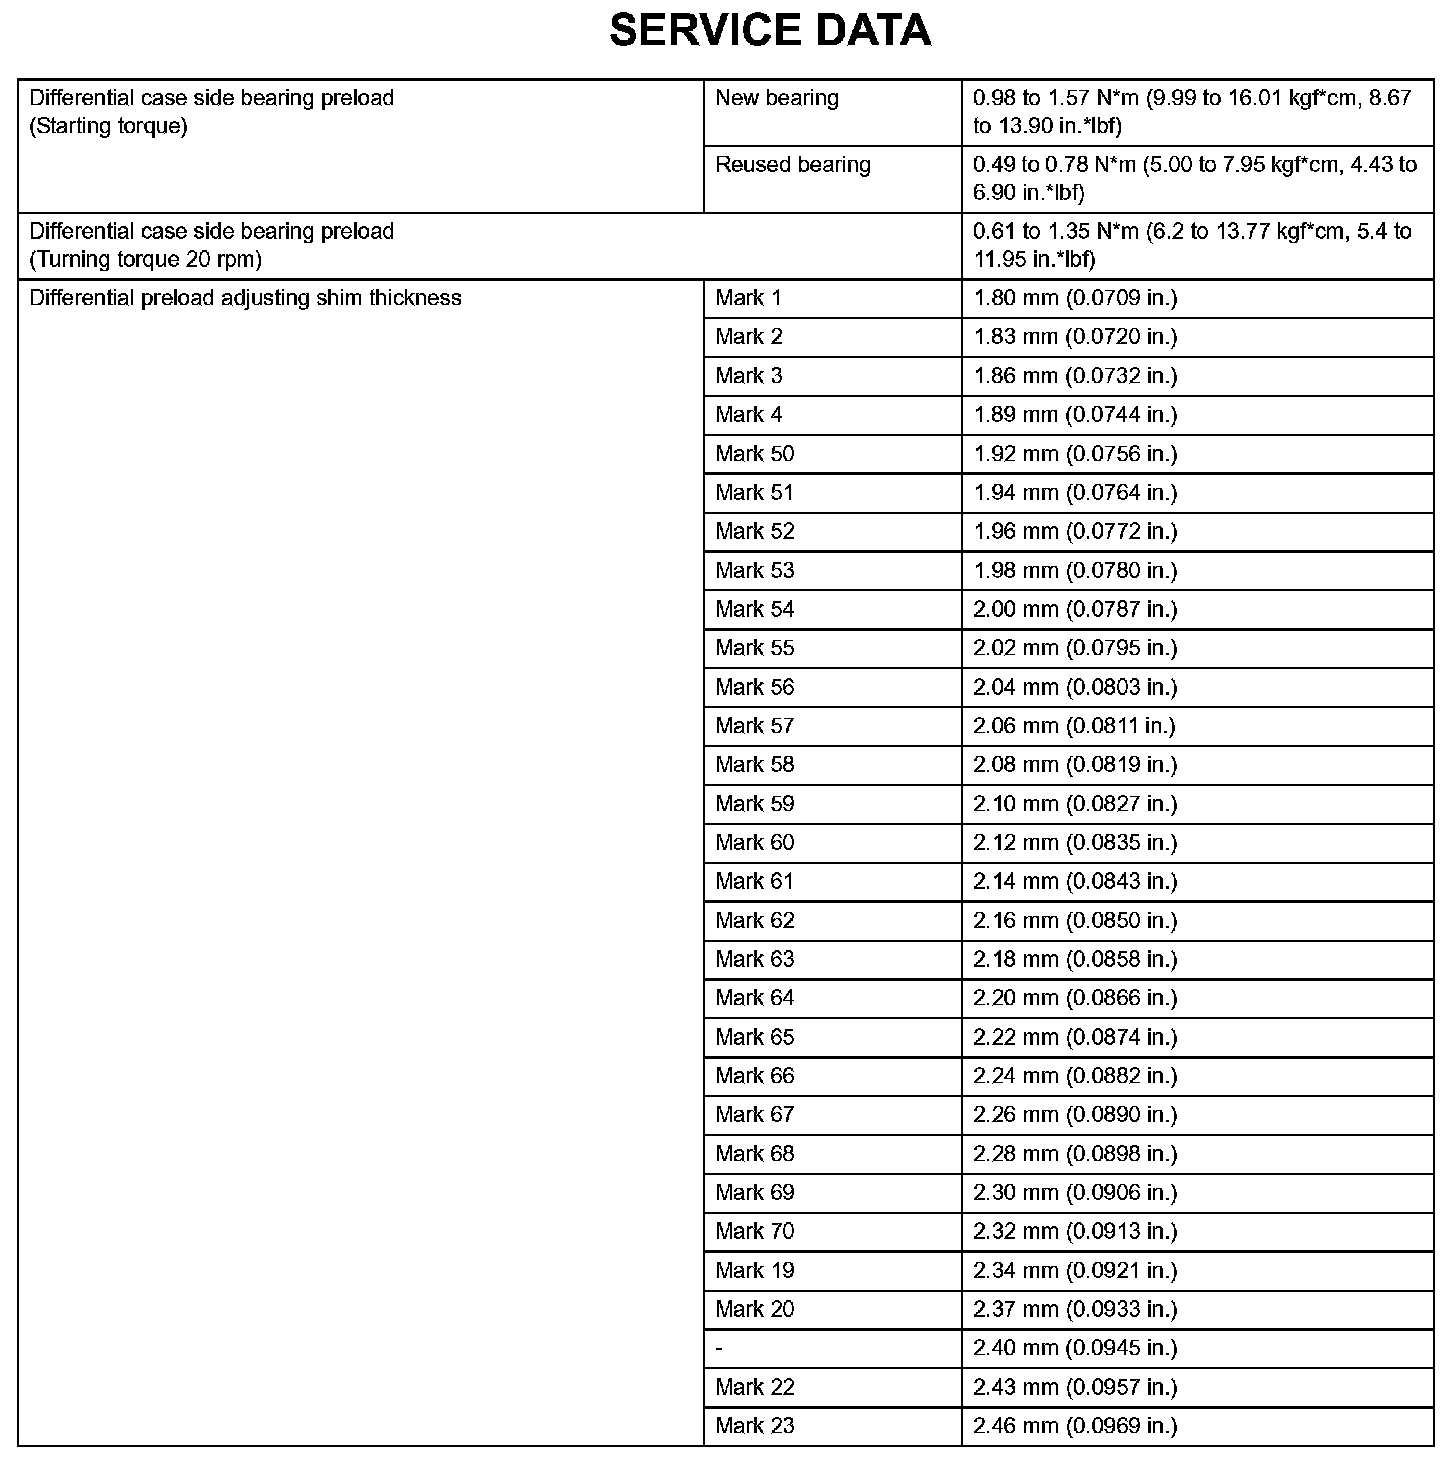 SERVICE DATA
Differential case side bearing preload
(Starting torque)
New bearing
0.98 to 1.57 N*m (9.99 to 16.01 kgf*cm, 8.67
to 13.90 in.*lbf)
Reused bearing
0.49 to 0.78 N*m (5.00 to 7.95 kgf*cm, 4.43 to
6.90 in.*lbf)
Differential case side bearing preload
(Turning torque 20 rpm)
0.61 to 1.35 N*m (6.2 to 13.77 kgf*cm, 5.4 to
11.95 in.*lbf)
Differential preload adjusting shim thickness
Mark 1 1.80 mm (0.0709 in.)
Mark 2 1.83 mm (0.0720 in.)
Mark 3 1.86 mm (0.0732 in.)
Mark 4 1.89 mm (0.0744 in.)
Mark 50 1.92 mm (0.0756 in.)
Mark 51 1.94 mm (0.0764 in.)
Mark 52 1.96 mm (0.0772 in.)
Mark 53 1.98 mm (0.0780 in.)
Mark 54 2.00 mm (0.0787 in.)
Mark 55 2.02 mm (0.0795 in.)
Mark 56 2.04 mm (0.0803 in.)
Mark 57 2.06 mm (0.0811 in.)
Mark 58 2.08 mm (0.0819 in.)
Mark 59 2.10 mm (0.0827 in.)
Mark 60 2.12 mm (0.0835 in.)
Mark 61 2.14 mm (0.0843 in.)
Mark 62 2.16 mm (0.0850 in.)
Mark 63 2.18 mm (0.0858 in.)
Mark 64 2.20 mm (0.0866 in.)
Mark 65 2.22 mm (0.0874 in.)
Mark 66 2.24 mm (0.0882 in.)
Mark 67 2.26 mm (0.0890 in.)
Mark 68 2.28 mm (0.0898 in.)
Mark 69 2.30 mm (0.0906 in.)
Mark 70 2.32 mm (0.0913 in.)
Mark 19 2.34 mm (0.0921 in.)
Mark 20 2.37 mm (0.0933 in.)
- 2.40 mm (0.0945 in.)
Mark 22 2.43 mm (0.0957 in.)
Mark 23 2.46 mm (0.0969 in.)